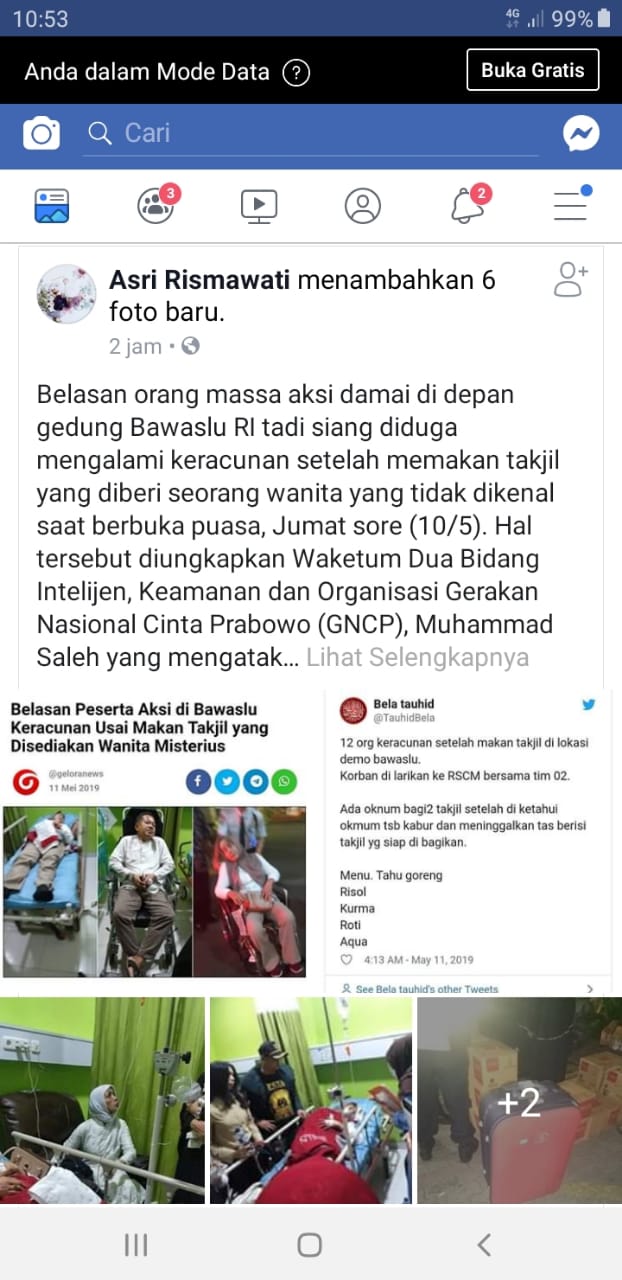 10:53
4G
99%
Anda dalam Mode Data ?
Buka Gratis
Cari
3
2
Asri Rismawati menambahkan 6
foto baru.
2 jam
Belasan orang massa aksi damai di depan
gedung Bawaslu RI tadi siang diduga
mengalami keracunan setelah memakan takjil
yang diberi seorang wanita yang tidak dikenal
saat berbuka puasa, Jumat sore (10/5). Hal
tersebut diungkapkan Waketum Dua Bidang
Intelijen, Keamanan dan Organisasi Gerakan
Nasional Cinta Prabowo (GNCP), Muhammad
Saleh yang mengatak... Lihat Selengkapnya
Belasan Peserta Aksi di Bawaslu
Keracunan Usai Makan Takjil yang
Disediakan Wanita Misterius
@geloranews
11 Mei 2019
Bela tauhid
@TauhidBela
12 org keracunan setelah makan takjil di lokasi
demo bawaslu.
Korban di larikan ke RSCM bersama tim 02.
Ada oknum bagi2 takjil setelah di ketahui
okmum tsb kabur dan meninggalkan tas berisi
takjil yg siap di bagikan.
Menu. Tahu goreng
Risol
Kurma
Roti
Aqua
4:13 AM - May 11, 2019
See Bela tauhid's other Tweets
+2